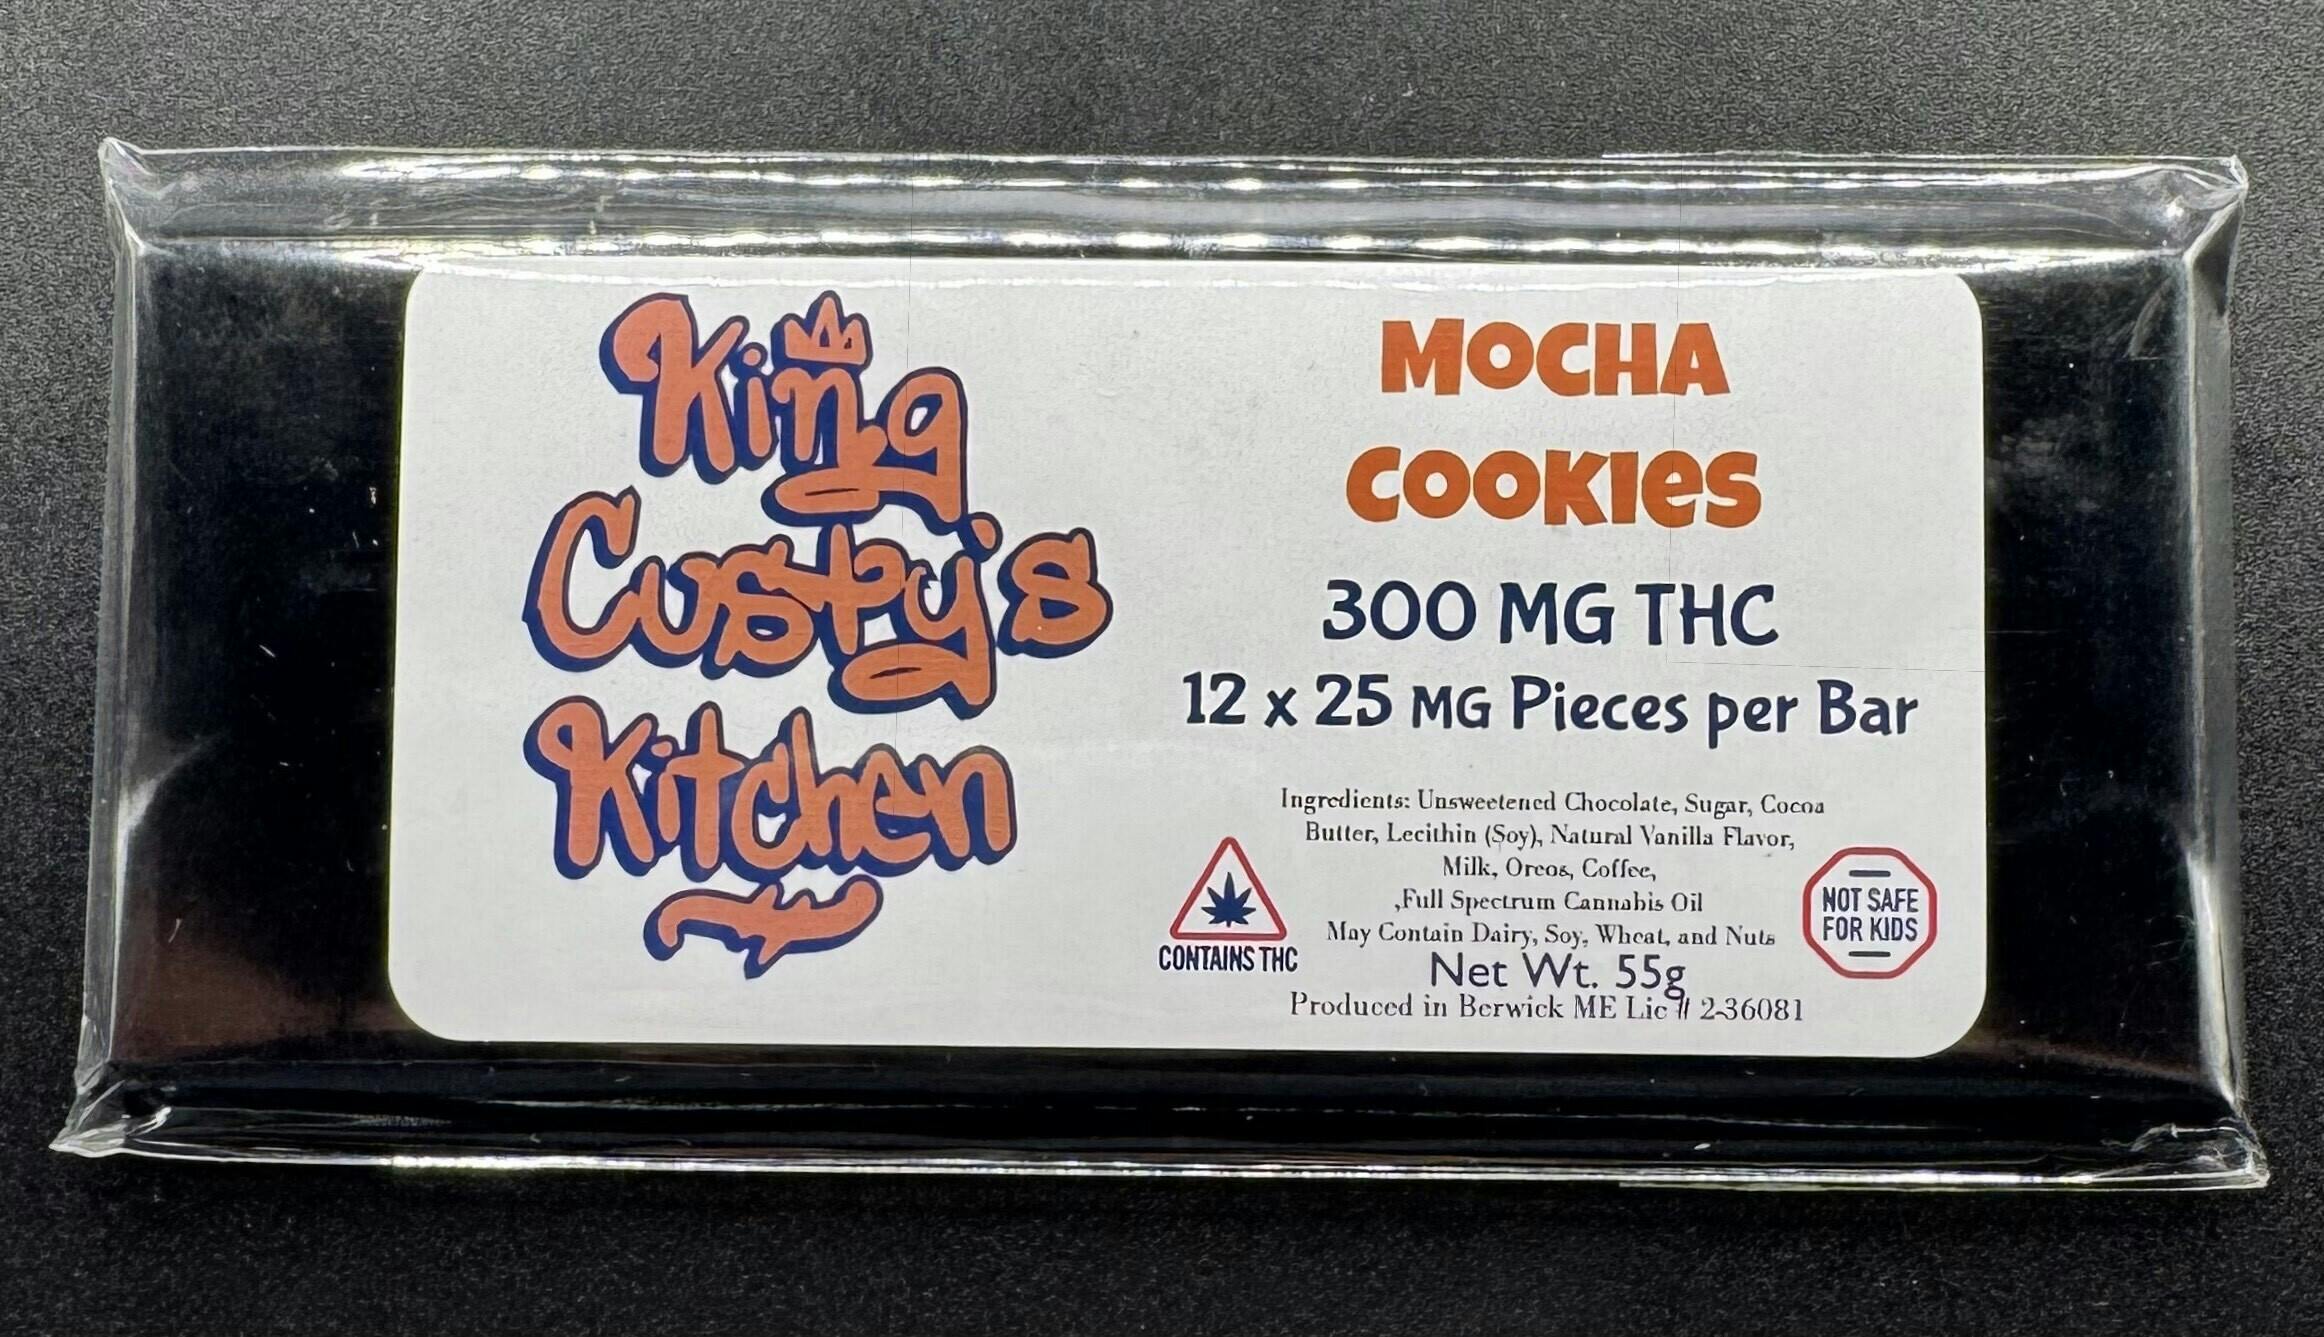 King
Custy's
Kitchen
MOCHA
COOKIES
300 MG THC
12 x 25 MG Pieces per Bar
Ingredients: Unsweetened Chocolate, Sugar, Cocoa
Butter, Lecithin (Soy), Natural Vanilla Flavor,
Milk, Oreos, Coffee,
,Full Spectrum Cannabis Oil
May Contain Dairy, Soy, Wheat, and Nuts
Net Wt. 55g
Produced in Berwick ME Lic # 2-36081
CONTAINS THC
NOT SAFE
FOR KIDS